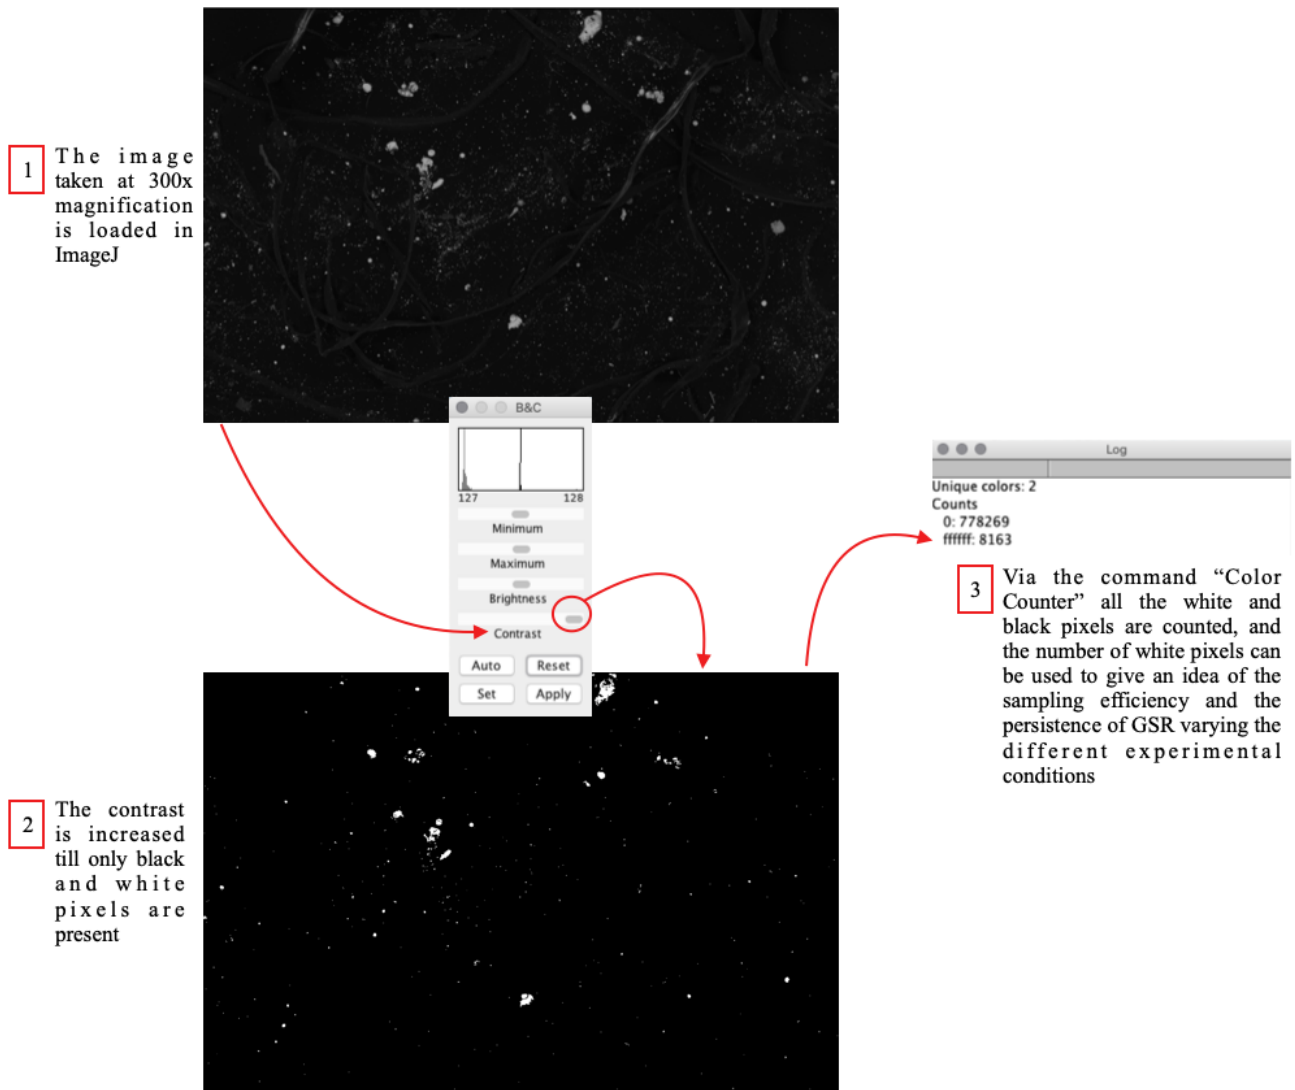 1
The image
taken at 300x
magnification
is loaded in
ImageJ
B&C
127 128
Minimum
Maximum
Brightness
Contrast
Auto Reset
Set Apply
Log
Unique colors: 2
Counts
0: 778269
ffffff: 8163
3
Via the command “Color
Counter” all the white and
black pixels are counted, and
the number of white pixels can
be used to give an idea of the
sampling efficiency and the
persistence of GSR varying the
different experimental
conditions
2
The contrast
is increased
till only black
and white
pixels are
present